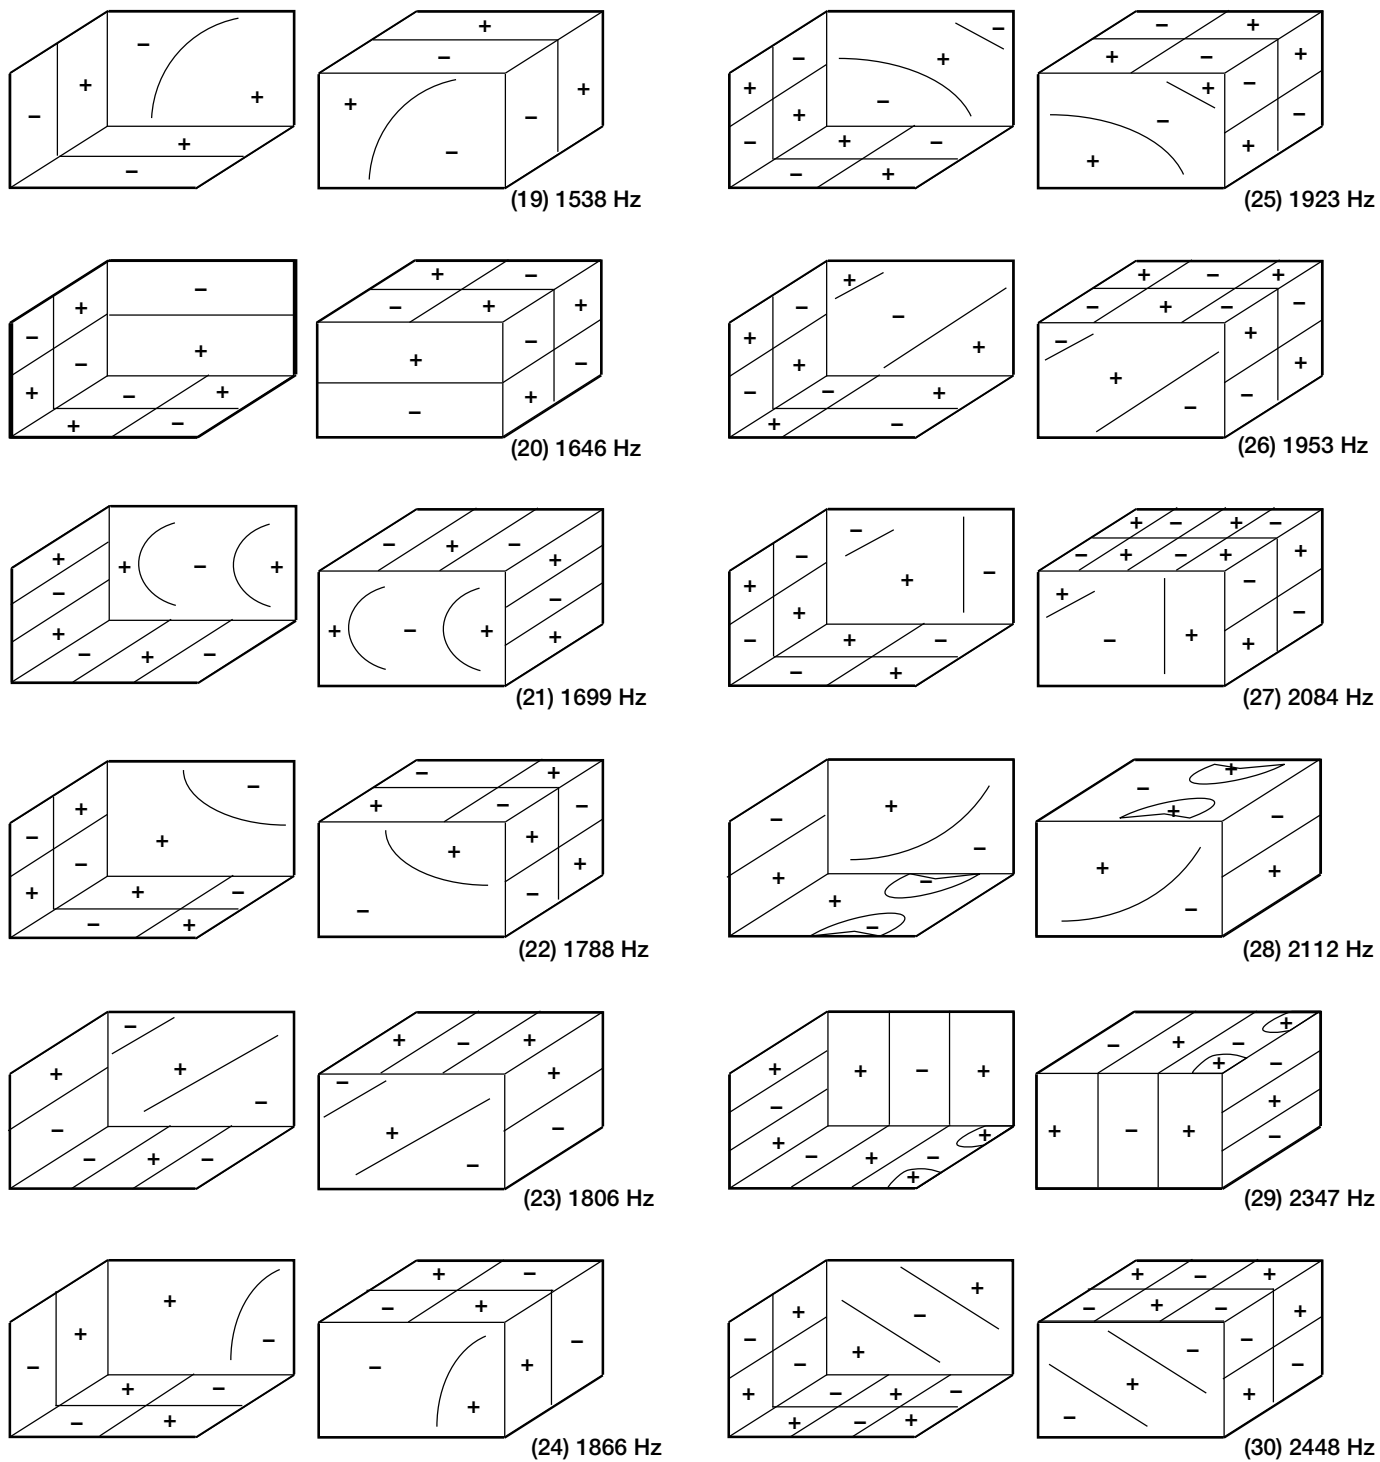 (19) 1538 Hz
(20) 1646 Hz
(21) 1699 Hz
(22) 1788 Hz
(23) 1806 Hz
(24) 1866 Hz
(25) 1923 Hz
(26) 1953 Hz
(27) 2084 Hz
(28) 2112 Hz
(29) 2347 Hz
(30) 2448 Hz